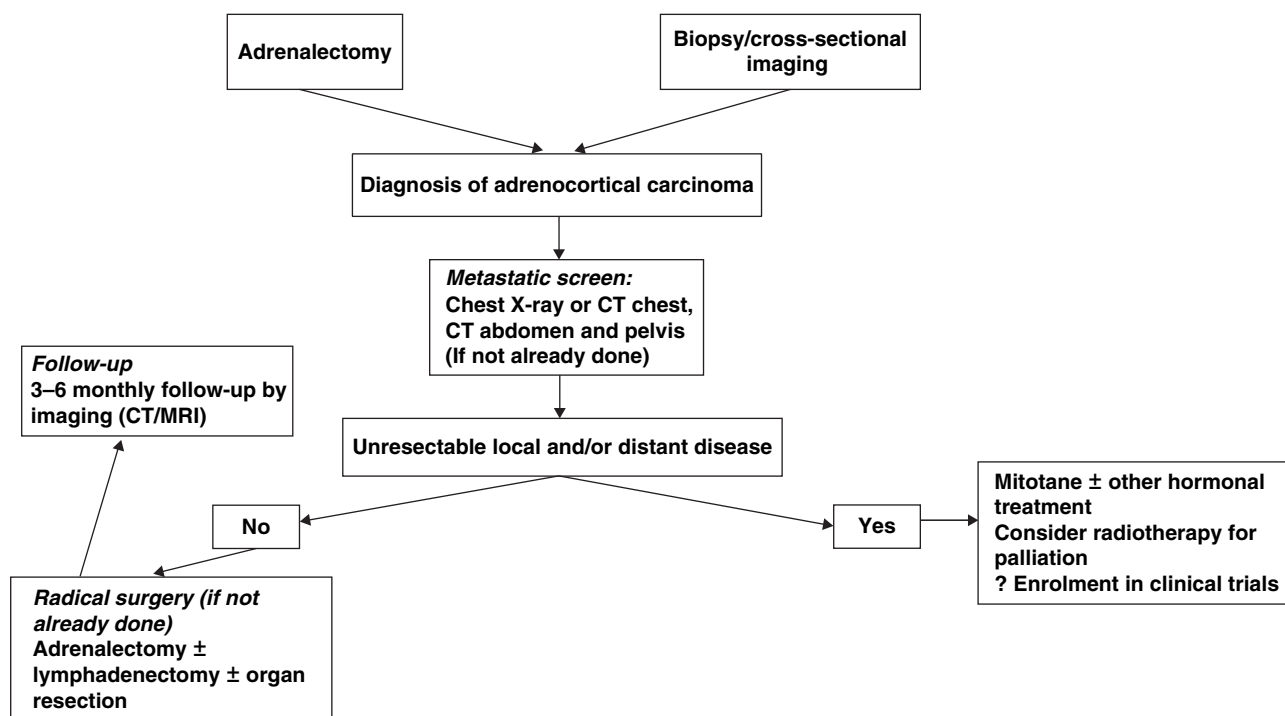 Adrenalectomy
Biopsy/cross-sectional
imaging
Diagnosis of adrenocortical carcinoma
Metastatic screen:
Chest X-ray or CT chest,
CT abdomen and pelvis
(If not already done)
Follow-up
3–6 monthly follow-up by
imaging (CT/MRI)
Unresectable local and/or distant disease
No
Yes
Mitotane ± other hormonal
treatment
Consider radiotherapy for
palliation
? Enrolment in clinical trials
Radical surgery (if not
already done)
Adrenalectomy ±
lymphadenectomy ± organ
resection